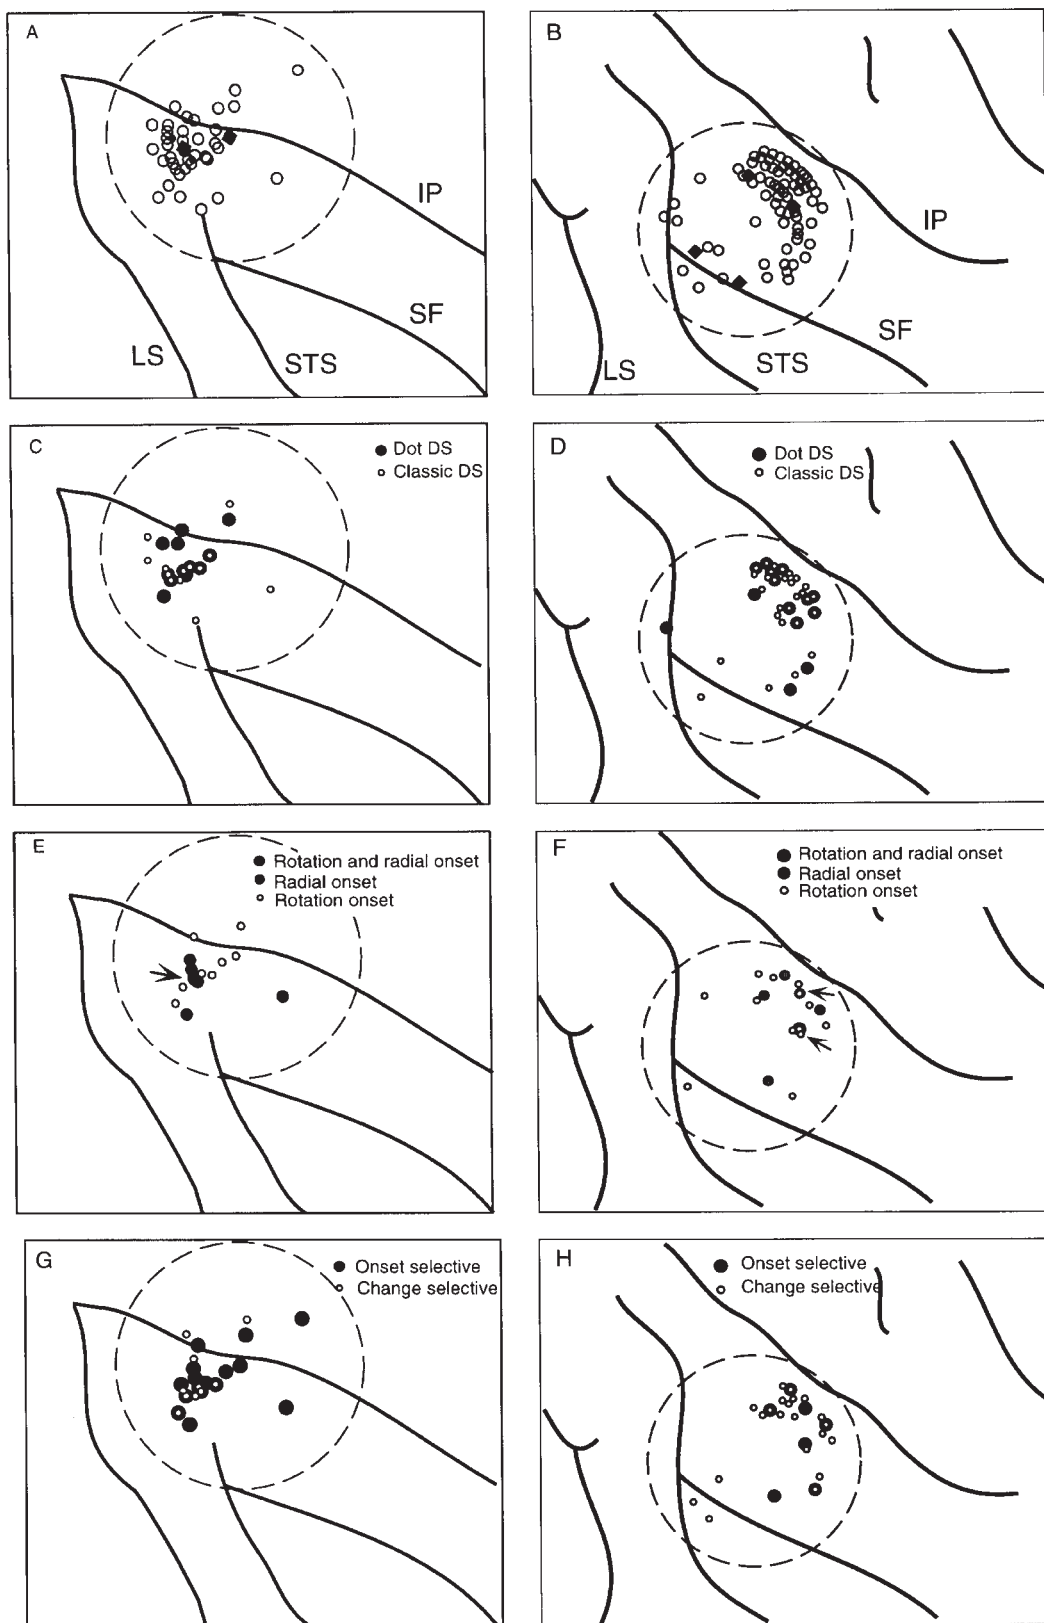 A
IP
SF
LS
STS
B
IP
SF
STS
LS
C
Dot DS
Classic DS
D
Dot DS
Classic DS
E
Rotation and radial onset
Radial onset
Rotation onset
F
Rotation and radial onset
Radial onset
Rotation onset
G
Onset selective
Change selective
H
Onset selective
Change selective